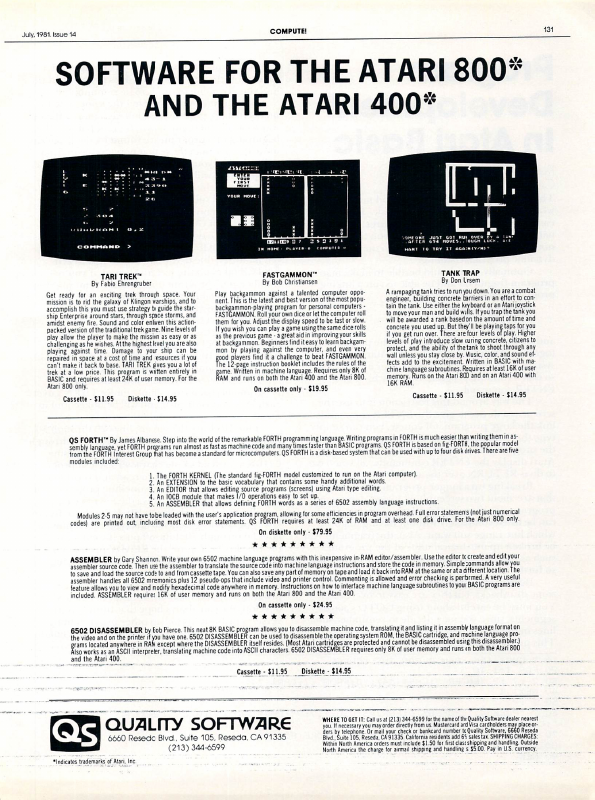 July, 1981. Issue 14
COMPUTE!
131
SOFTWARE FOR THE ATARI 800*
AND THE ATARI 400*
TARI TREK™
By Fabio Ehrengruber
Get ready for an exciting trek through space. Your
mission is to rid the galaxy of Klingon warships, and to
accomplish this you must use strategy to guide the star-
ship Enterprise around stars, through space storms, and
amidst enemy fire. Sound and color enliven this action-
packed version of the traditional trek game. Nine levels of
play allow the player to make the mission as easy or as
challenging as he wishes. At the highest level you are also
playing against time. Damage to your ship can be
repaired in space at a cost of time and resources if you
can't make it back to base. TARI TREK gives you a lot of
trek at a low price. This program is written entirely in
BASIC and requires at least 24K of user memory. For the
Atari 800 only.
Cassette - $11.95 Diskette - $14.95
ENTER
YOUR
FIRST
MOVE
YOUR MOVE:
COMMAND >
FASTGAMMON™
By Bob Christiansen
Play backgammon against a talented computer oppo-
nent. This is the latest and best version of the most popu-
backgammon playing program for personal computers -
FASTGAMMON. Roll your own dice or let the computer roll
them for you. Adjust the display speed to be fast or slow.
If you wish you can play a game using the same dice rolls
as the previous game - a great aid in improving your skills
at backgammon. Beginners find it easy to learn backgam-
mon by playing against the computer, and even very
good players find it a challenge to beat FASTGAMMON.
The 12-page instruction booklet includes the rules of the
game. Written in machine language. Requires only 8K of
RAM and runs on both the Atari 400 and the Atari 800.
On cassette only - $19.95
SOMEONE JUST GOT RUN OVER BY A TANK
AFTER 694 MOVES..TOUGH LUCK,
WANT TO TRY IT AGAIN(Y/N)?
TANK TRAP
By Don Ursem
A rampaging tank tries to run you down. You are a combat
engineer, building concrete barriers in an effort to con-
tain the tank. Use either the keyboard or an Atari joystick
to move your man and build walls. If you trap the tank you
will be awarded a rank based on the amount of time and
concrete you used up. But they'll be playing taps for you
if you get run over. There are four levels of play. Higher
levels of play introduce slow curing concrete, citizens to
protect, and the ability of the tank to shoot through any
wall unless you stay close by. Music, color, and sound ef-
fects add to the excitement. Written in BASIC with ma-
chine language subroutines. Requires at least 16K of user
memory. Runs on the Atari 800 and on an Atari 400 with
16K RAM.
Cassette - $11.95 Diskette - $14.95
QS FORTH™ By James Albanese. Step into the world of the remarkable FORTH programming language. Writing programs in FORTH is much easier than writing them in as-
sembly language, yet FORTH programs run almost as fast as machine code and many times faster than BASIC programs. QS FORTH is based on fig-FORTH, the popular model
from the FORTH Interest Group that has become a standard for microcomputers. QS FORTH is a disk-based system that can be used with up to four disk drives. There are five
modules included:
1. The FORTH KERNEL (The standard fig-FORTH model customized to run on the Atari computer).
2. An EXTENSION to the basic vocabulary that contains some handy additional words.
3. An EDITOR that allows editing source programs (screens) using Atari type editing.
4. An IOCB module that makes I/O operations easy to set up.
5. An ASSEMBLER that allows defining FORTH words as a series of 6502 assembly language instructions.
Modules 2-5 may not have to be loaded with the user's application program, allowing for some efficiencies in program overhead. Full error statements (not just numerical
codes) are printed out, including most disk error statements. QS FORTH requires at least 24K of RAM and at least one disk drive. For the Atari 800 only.
On diskette only - $79.95
★ ★ ★ ★ ★ ★ ★ ★ ★
ASSEMBLER by Gary Shannon. Write your own 6502 machine language programs with this inexpensive in-RAM editor/assembler. Use the editor to create and edit your
assembler source code. Then use the assembler to translate the source code into machine language instructions and store the code in memory. Simple commands allow you
to save and load the source code to and from cassette tape. You can also save any part of memory on tape and load it back into RAM at the same or at a different location. The
assembler handles all 6502 mnemonics plus 12 pseudo-ops that include video and printer control. Commenting is allowed and error checking is performed. A very useful
feature allows you to view and modify hexadecimal code anywhere in memory. Instructions on how to interface machine language subroutines to your BASIC programs are
included. ASSEMBLER requires 16K of user memory and runs on both the Atari 800 and the Atari 400.
On cassette only - $24.95
★ ★ ★ ★ ★ ★ ★ ★ ★
6502 DISASSEMBLER by Bob Pierce. This neat 8K BASIC program allows you to disassemble machine code, translating it and listing it in assembly language format on
the video and on the printer if you have one. 6502 DISASSEMBLER can be used to disassemble the operating system ROM, the BASIC cartridge, and machine language pro-
grams located anywhere in RAM except where the DISASSEMBLER itself resides. (Most Atari cartridges are protected and cannot be disassembled using this disassembler.)
Also works as an ASCII interpreter, translating machine code into ASCII characters. 6502 DISASSEMBLER requires only 8K of user memory and runs in both the Atari 800
and the Atari 400.
Cassette - $11.95 Diskette - $14.95
QS QUALITY SOFTWARE
6660 Reseda Blvd., Suite 105, Reseda, CA 91335
(213) 344-6599
*Indicates trademarks of Atari, Inc.
WHERE TO GET IT: Call us at (213) 344-6599 for the name of the Quality Software dealer nearest
you. If necessary you may order directly from us. Mastercard and Visa cardholders may place or-
ders by telephone. Or mail your check or bankcard number to Quality Software, 6660 Reseda
Blvd., Suite 105, Reseda, CA 91335. California residents add 6% sales tax. SHIPPING CHARGES:
Within North America orders must include $1.50 for first class shipping and handling. Outside
North America the charge for airmail shipping and handling is $5.00. Pay in U.S. currency.